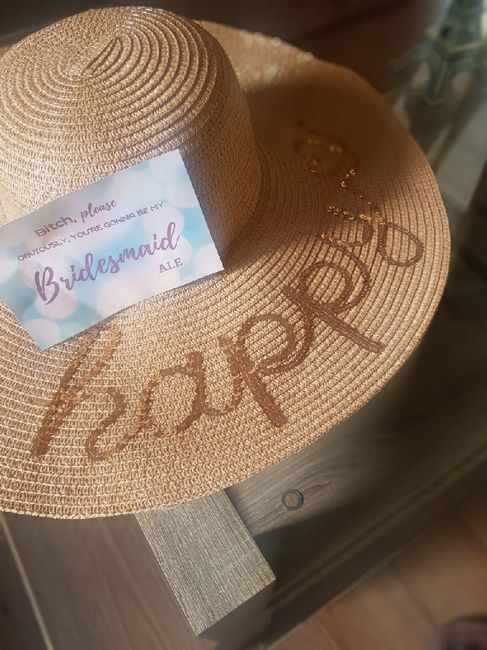 Bitch, please
OBVIOUSLY, YOU'RE GONNA BE MY
Bridesmaid
ALE
happy